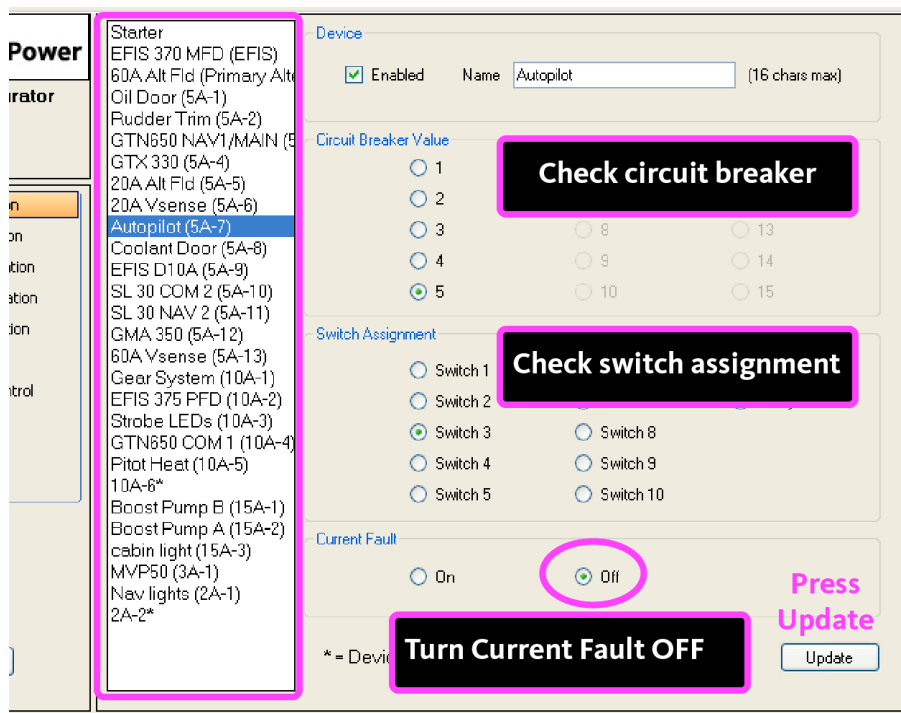 Power
Starter
EFIS 370 MFD (EFIS)
60A Alt Fld (Primary Alte
Oil Door (5A-1)
Rudder Trim (5A-2)
GTN650 NAV1/MAIN (5
GTX 330 (5A-4)
20A Alt Fld (5A-5)
20A Vsense (5A-6)
Autopilot (5A-7)
Coolant Door (5A-8)
EFIS D10A (5A-9)
SL 30 COM 2 (5A-10)
SL 30 NAV 2 (5A-11)
GMA 350 (5A-12)
60A Vsense (5A-13)
Gear System (10A-1)
EFIS 375 PFD (10A-2)
Strobe LEDs (10A-3)
GTN650 COM 1 (10A-4)
Pitot Heat (10A-5)
10A-6*
Boost Pump B (15A-1)
Boost Pump A (15A-2)
cabin light (15A-3)
MVP50 (3A-1)
Nav lights (2A-1)
2A-2*
Device
Enabled Name Autopilot (16 chars max)
Circuit Breaker Value
Check circuit breaker
1
2
3 8 13
4 9 14
5 10 15
Switch Assignment
Check switch assignment
Switch 1
Switch 2
Switch 3 Switch 8
Switch 4 Switch 9
Switch 5 Switch 10
Current Fault
On Off
Press
Update
Turn Current Fault OFF
* = Devic
Update